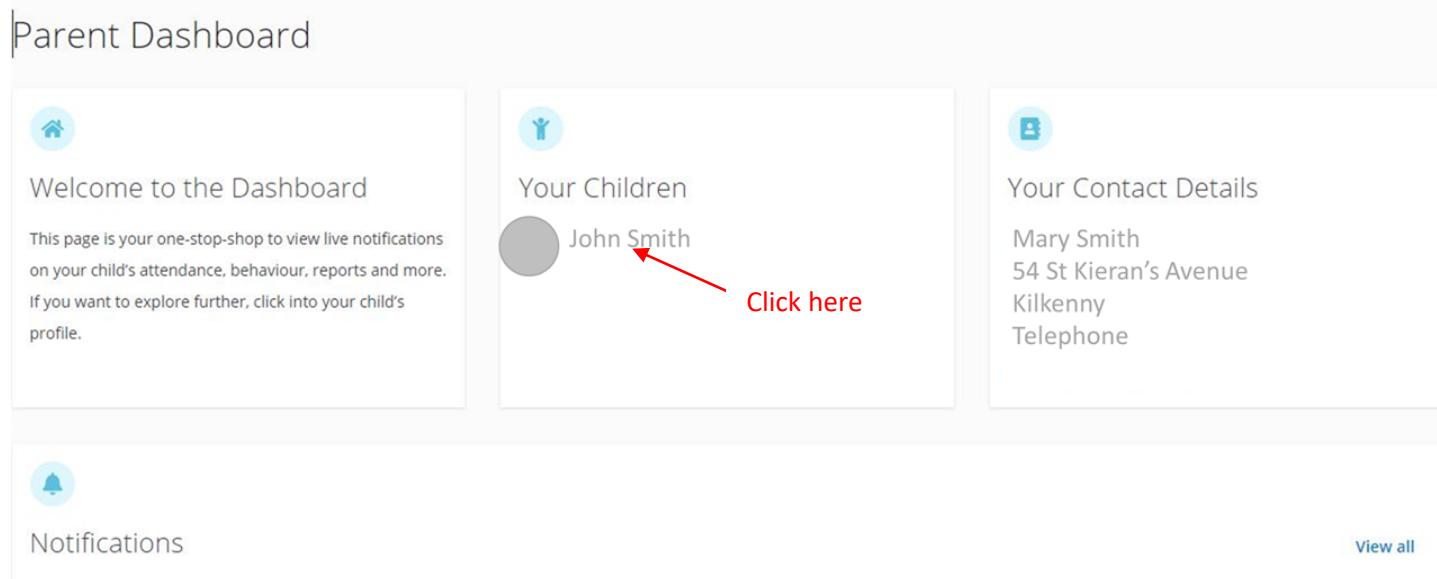 Parent Dashboard
Welcome to the Dashboard
This page is your one-stop-shop to view live notifications
on your child's attendance, behaviour, reports and more.
If you want to explore further, click into your child's
profile.
Your Children
John Smith
Click here
Your Contact Details
Mary Smith
54 St Kieran’s Avenue
Kilkenny
Telephone
Notifications
View all